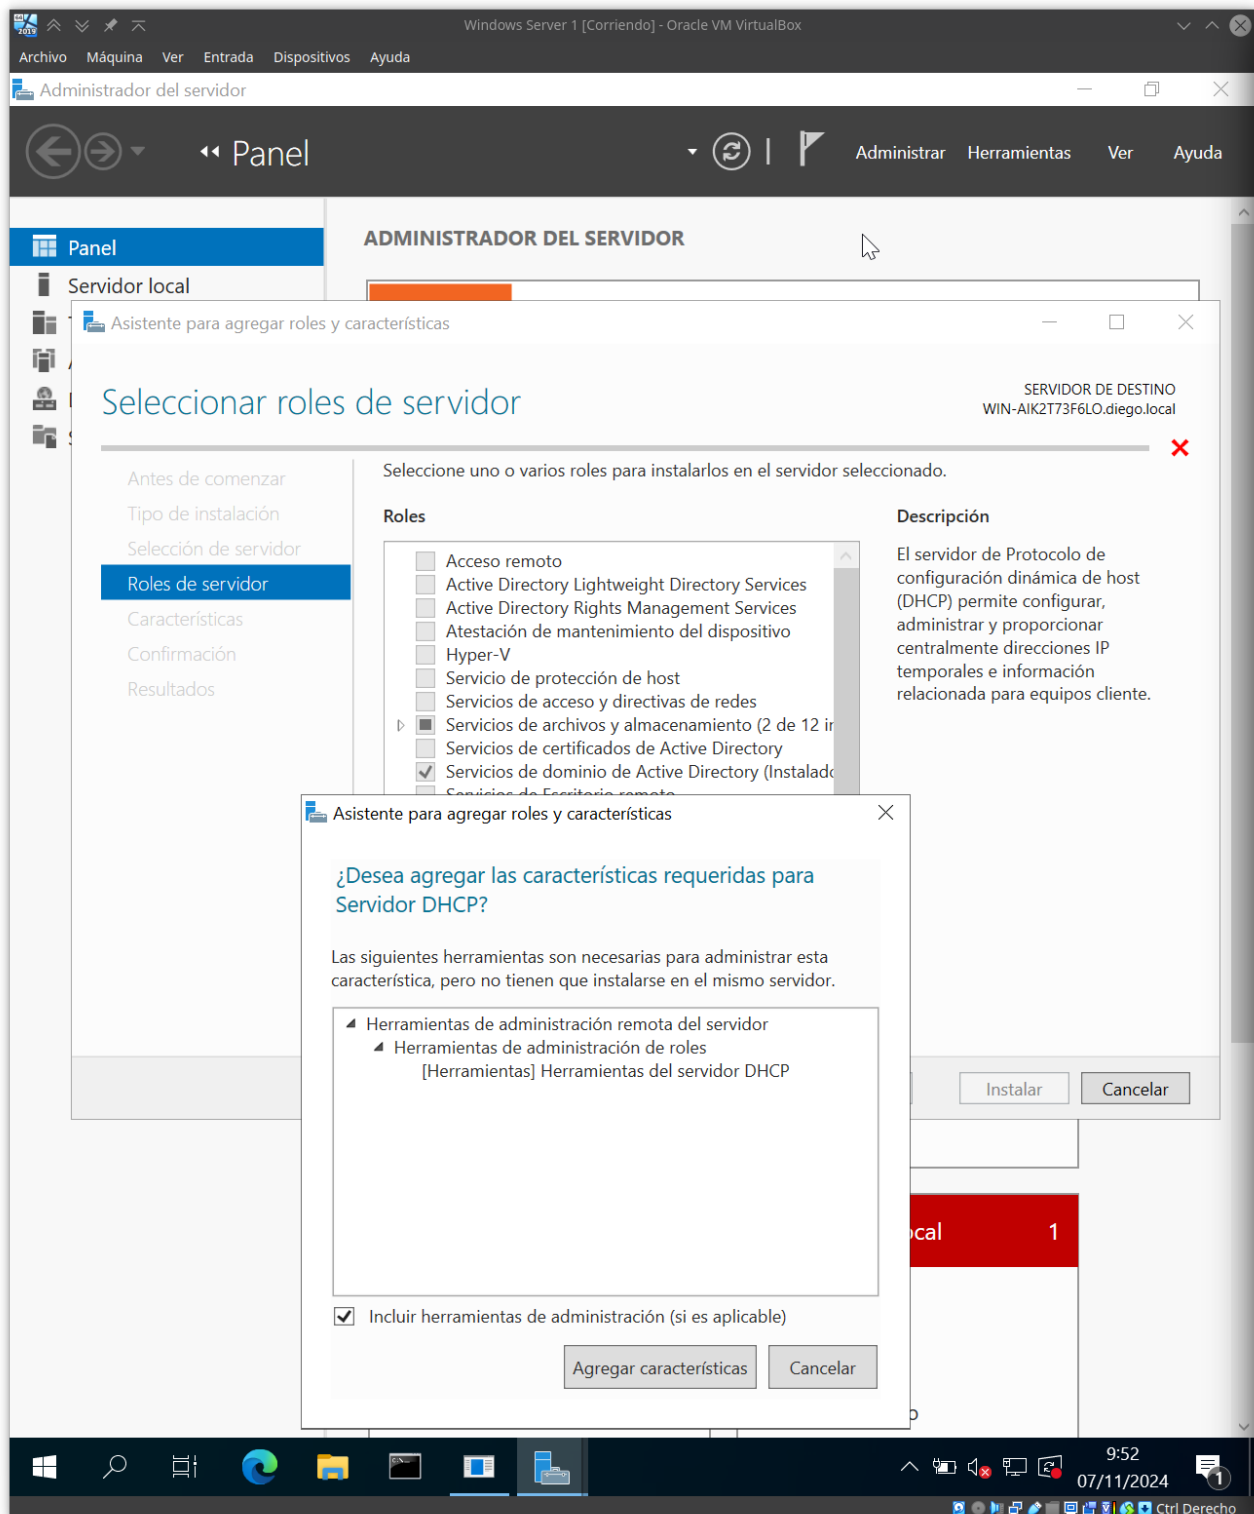 2019
Windows Server 1 [Corriendo] - Oracle VM VirtualBox
Archivo Máquina Ver Entrada Dispositivos Ayuda
Administrador del servidor
Panel
Administrar Herramientas Ver Ayuda
Panel
ADMINISTRADOR DEL SERVIDOR
Servidor local
Asistente para agregar roles y características
Seleccionar roles de servidor
SERVIDOR DE DESTINO
WIN-AIK2T73F6LO.diego.local
Antes de comenzar
Tipo de instalación
Selección de servidor
Roles de servidor
Características
Confirmación
Resultados
Seleccione uno o varios roles para instalarlos en el servidor seleccionado.
Roles
Acceso remoto
Active Directory Lightweight Directory Services
Active Directory Rights Management Services
Atestación de mantenimiento del dispositivo
Hyper-V
Servicio de protección de host
Servicios de acceso y directivas de redes
Servicios de archivos y almacenamiento (2 de 12 in
Servicios de certificados de Active Directory
Servicios de dominio de Active Directory (Instalado
Servicios de Escritorio remoto
Descripción
El servidor de Protocolo de
configuración dinámica de host
(DHCP) permite configurar,
administrar y proporcionar
centralmente direcciones IP
temporales e información
relacionada para equipos cliente.
Asistente para agregar roles y características
¿Desea agregar las características requeridas para
Servidor DHCP?
Las siguientes herramientas son necesarias para administrar esta
característica, pero no tienen que instalarse en el mismo servidor.
Herramientas de administración remota del servidor
Herramientas de administración de roles
[Herramientas] Herramientas del servidor DHCP
Incluir herramientas de administración (si es aplicable)
Agregar características Cancelar
Instalar Cancelar
ocal 1
9:52
07/11/2024
1
Ctrl Derecho